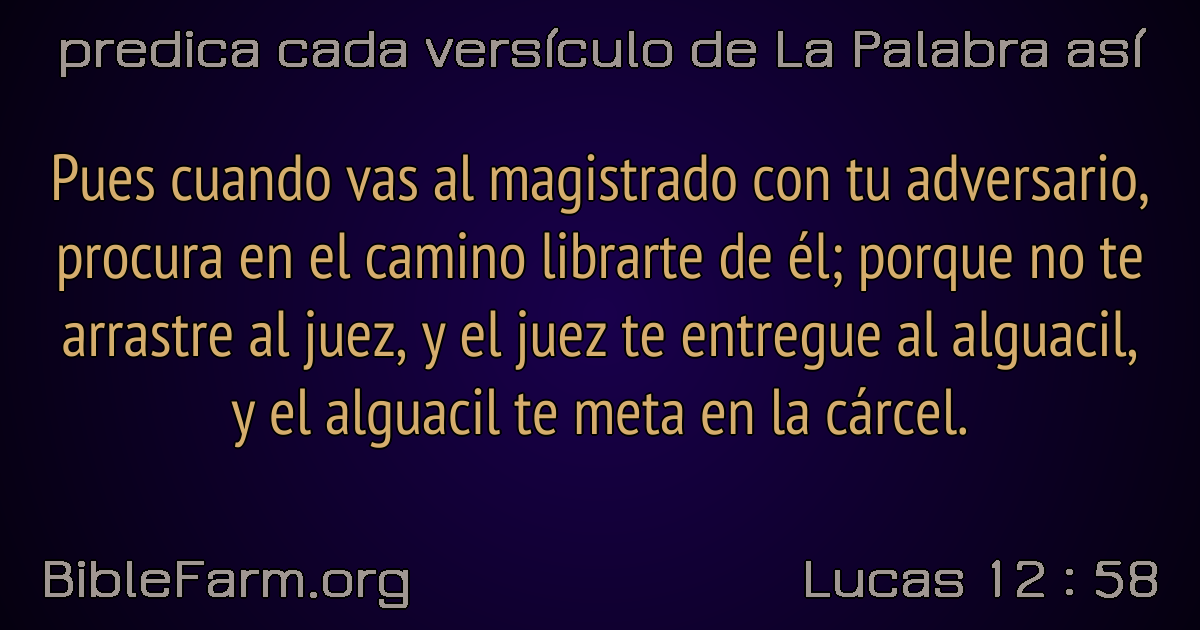 predica cada versículo de La Palabra así
Pues cuando vas al magistrado con tu adversario,
procura en el camino librarte de él; porque no te
arrastre al juez, y el juez te entregue al alguacil,
y el alguacil te meta en la cárcel.
BibleFarm.org
Lucas 12 : 58